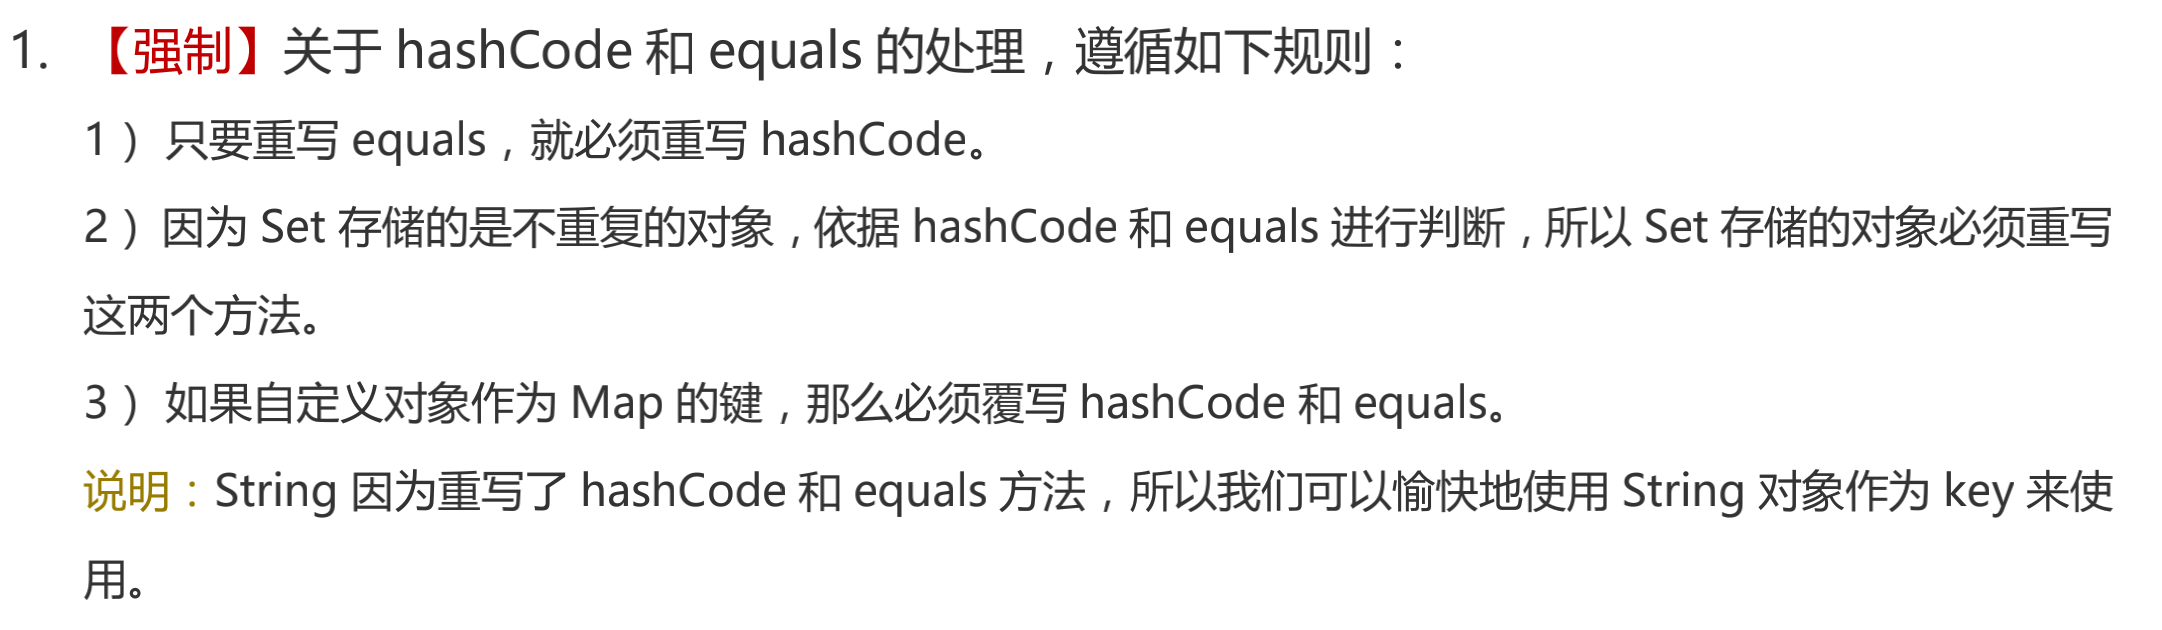 1. 【强制】关于 hashCode 和 equals 的处理，遵循如下规则：
1） 只要重写 equals，就必须重写 hashCode。
2）因为 Set 存储的是不重复的对象，依据 hashCode 和 equals 进行判断，所以 Set 存储的对象必须重写
这两个方法。
3） 如果自定义对象作为 Map 的键，那么必须覆写 hashCode 和 equals。
说明：String 因为重写了 hashCode 和 equals 方法，所以我们可以愉快地使用 String 对象作为 key 来使
用。